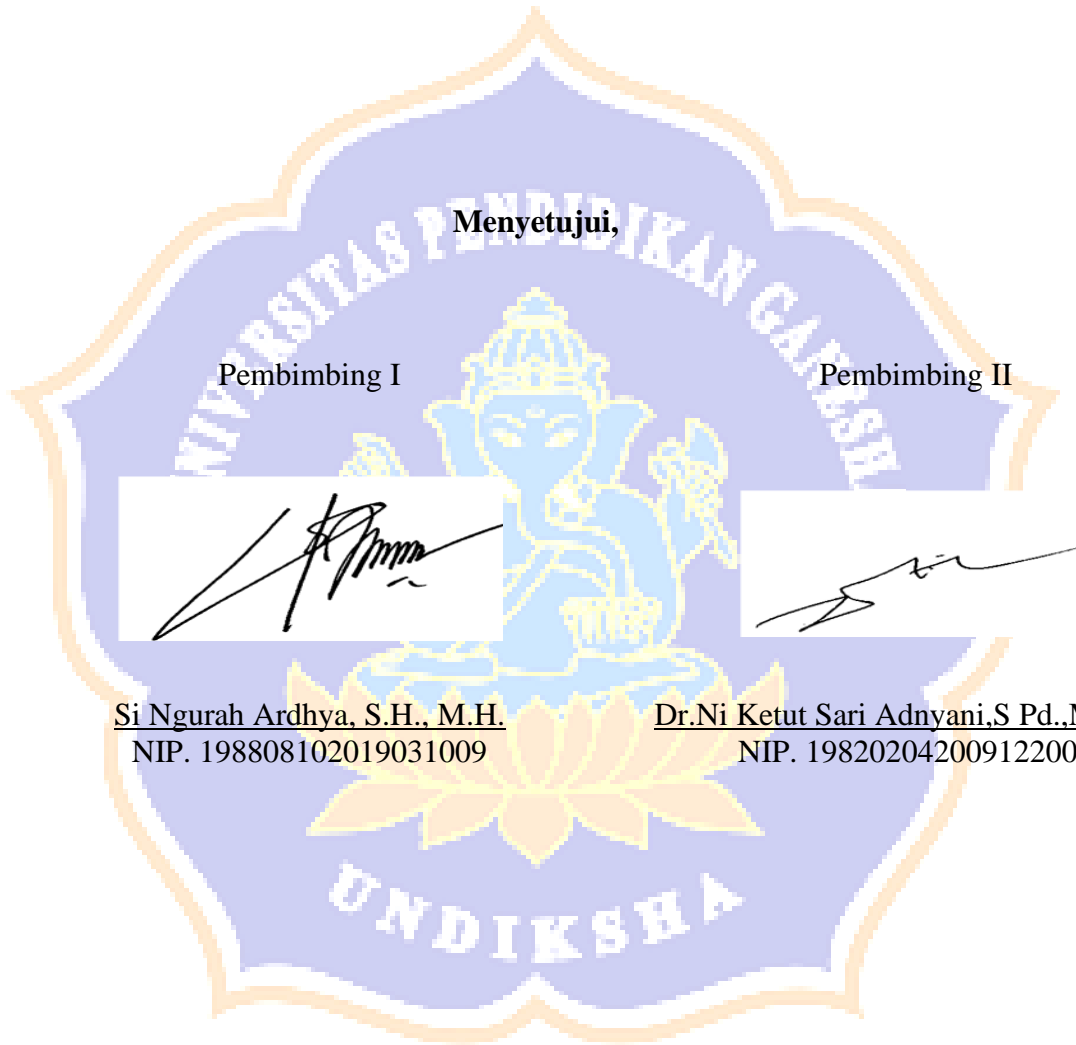 Menyetujui,
UNIVERSITAS PENDIDIKAN GANESHA
Pembimbing I Pembimbing II
Si Ngurah Ardhya, S.H., M.H. Dr.Ni Ketut Sari Adnyani,S Pd.,
NIP. 198808102019031009 NIP. 19820204200912200
UNDIKSHA